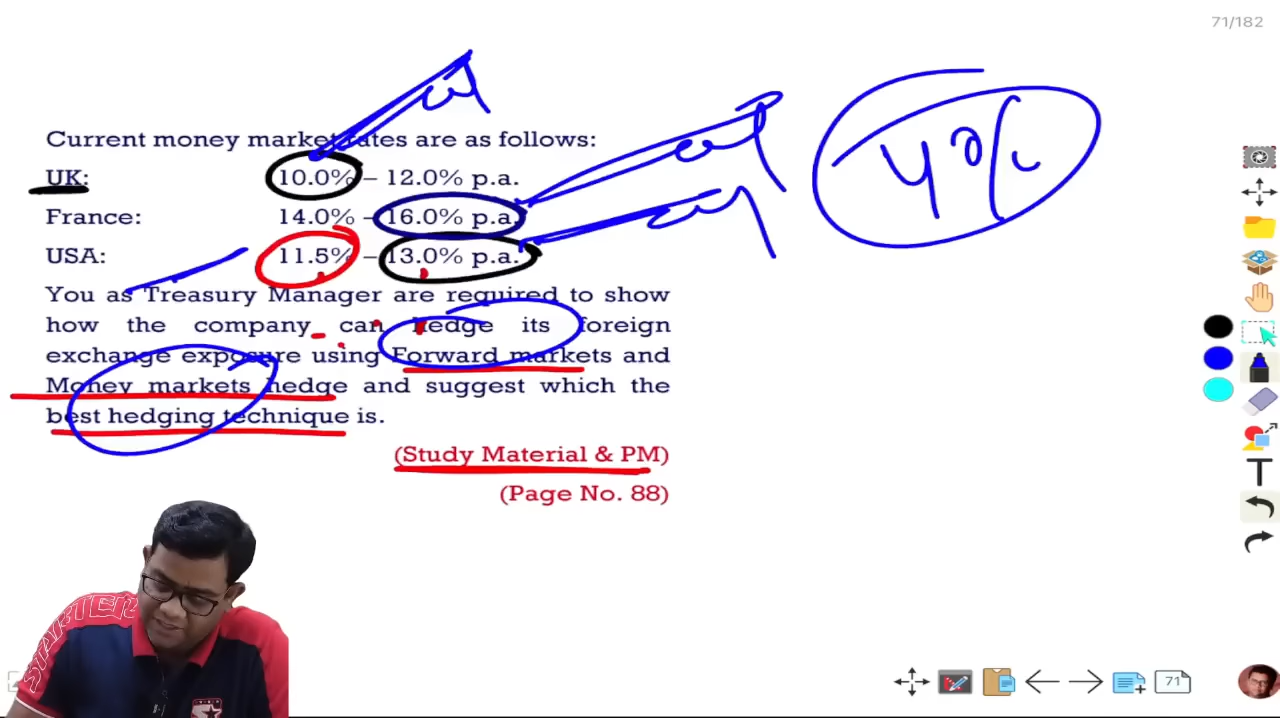 71/182
Current money market rates are as follows:
UK: 10.0% – 12.0% p.a.
France: 14.0% – 16.0% p.a.
USA: 11.5% – 13.0% p.a.
You as Treasury Manager are required to show
how the company can hedge its foreign
exchange exposure using Forward markets and
Money markets hedge and suggest which the
best hedging technique is.
(Study Material & PM)
(Page No. 88)
4%
71